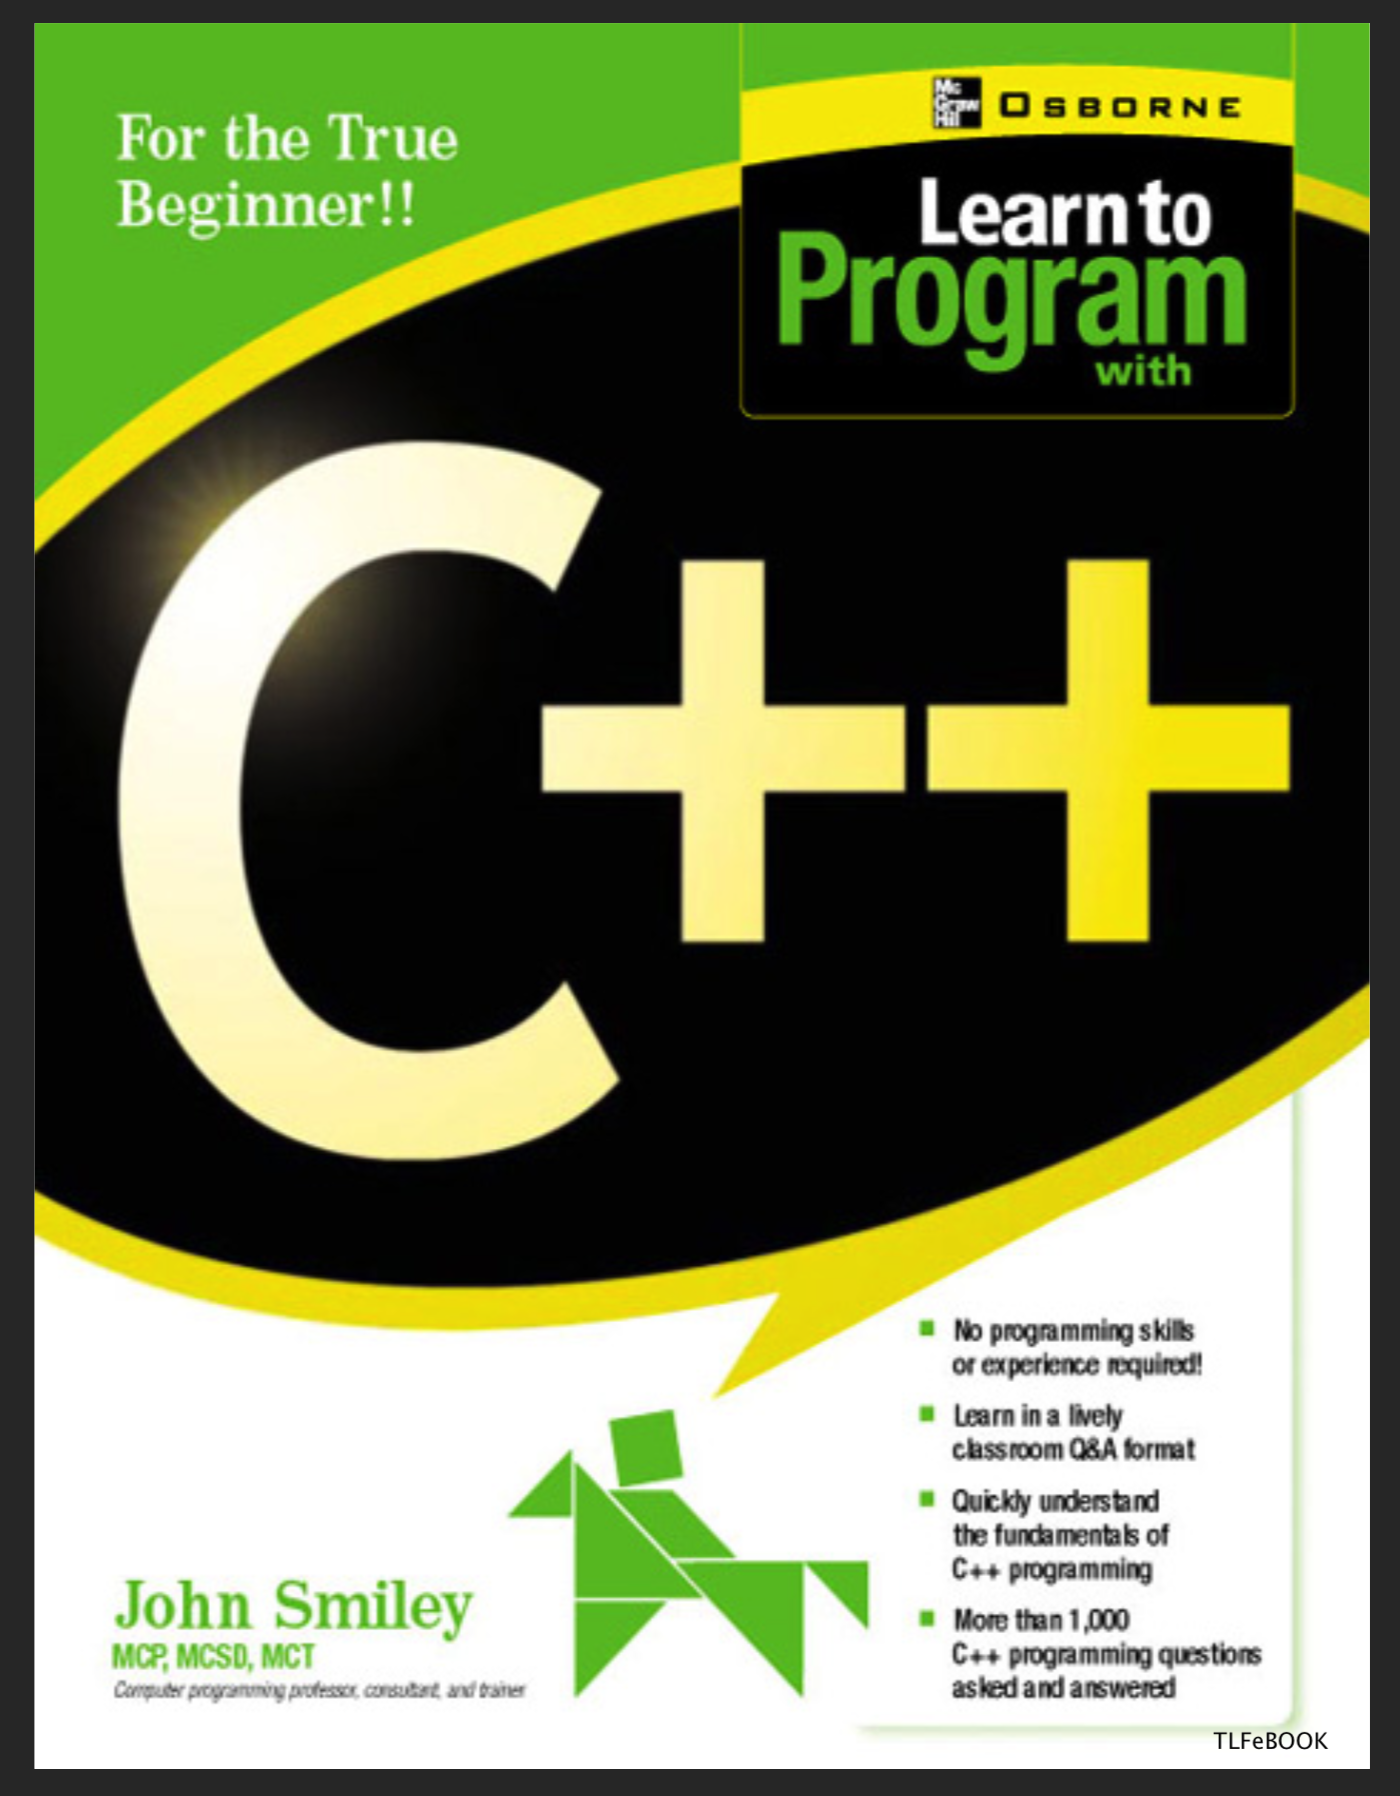 For the True
Beginner!!
Mc
Graw
Hill
OSBORNE
Learn to
Program
with
C++
No programming skills
or experience required!
Learn in a lively
classroom Q&A format
Quickly understand
the fundamentals of
C++ programming
More than 1,000
C++ programming questions
asked and answered
John Smiley
MCP, MCSD, MCT
Computer programming professor, consultant, and trainer
TLFeBOOK